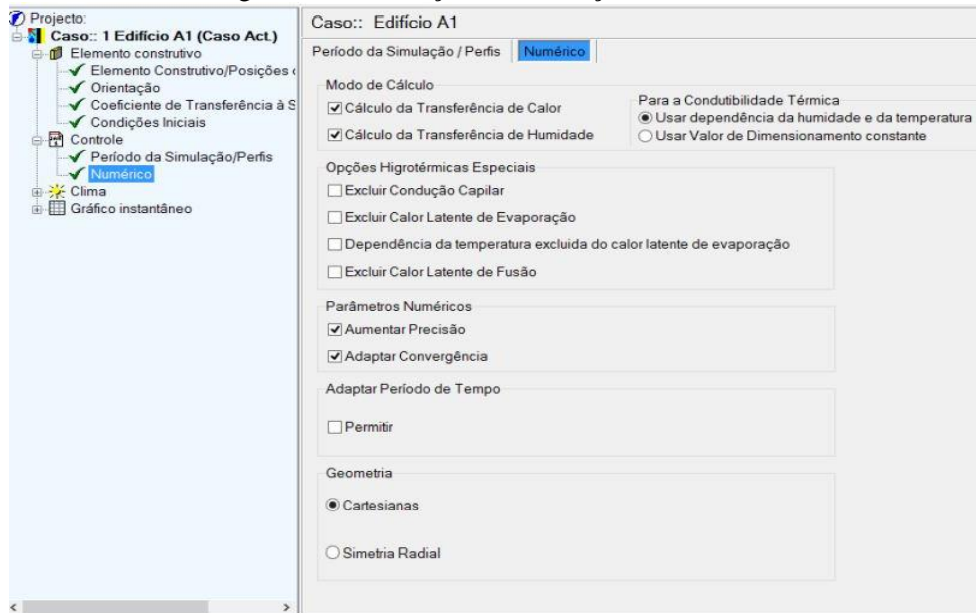 Projecto:
Caso:: 1 Edifício A1 (Caso Act.)
Elemento construtivo
Elemento Construtivo/Posições
Orientação
Coeficiente de Transferência à S
Condições Iniciais
Controle
Período da Simulação/Perfis
Numérico
Clima
Gráfico instantâneo
Caso:: Edifício A1
Período da Simulação / Perfis Numérico
Modo de Cálculo
Cálculo da Transferência de Calor
Cálculo da Transferência de Humidade
Para a Condutibilidade Térmica
Usar dependência da humidade e da temperatura
Usar Valor de Dimensionamento constante
Opções Higrotérmicas Especiais
Excluir Condução Capilar
Excluir Calor Latente de Evaporação
Dependência da temperatura excluida do calor latente de evaporação
Excluir Calor Latente de Fusão
Parâmetros Numéricos
Aumentar Precisão
Adaptar Convergência
Adaptar Período de Tempo
Permitir
Geometria
Cartesianas
Simetria Radial